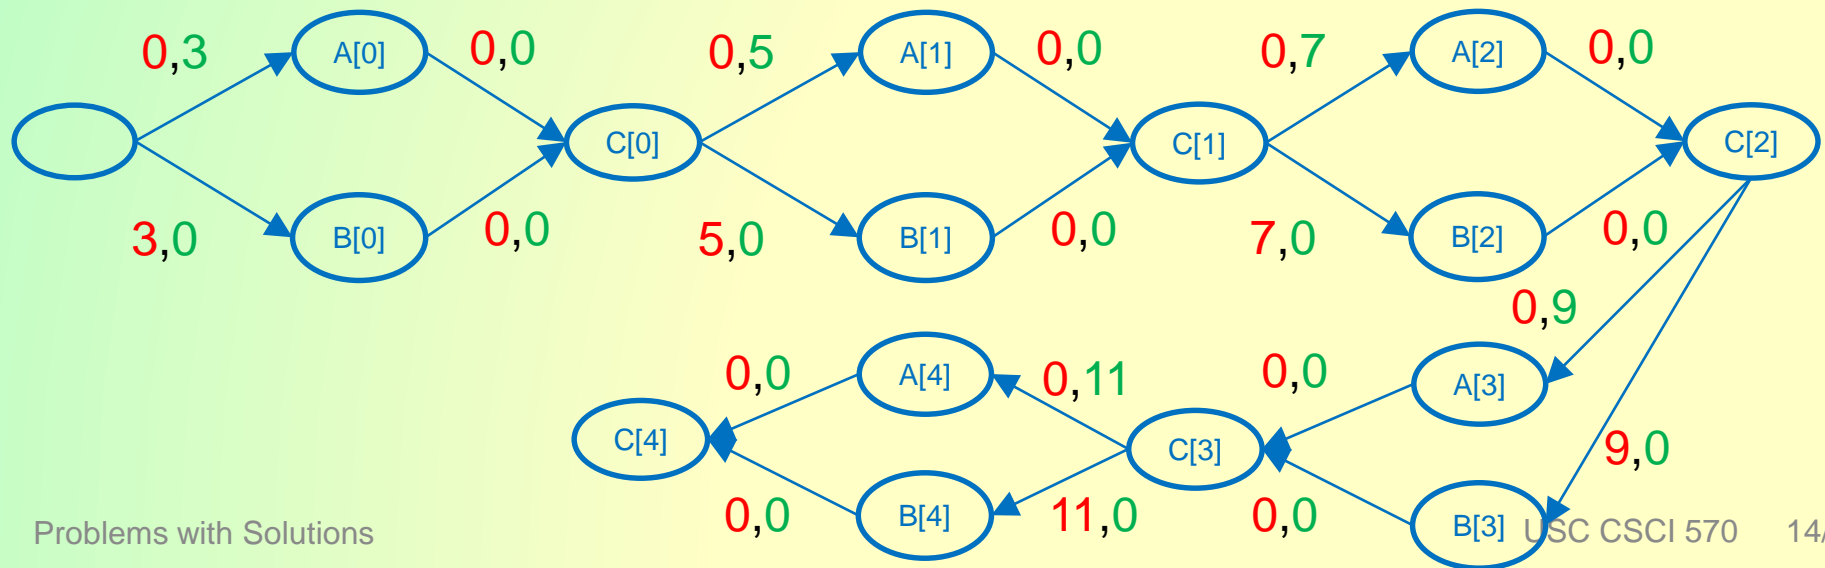 0,3 A[0] 0,0 0,5 A[1] 0,0 0,7 A[2] 0,0
C[0] C[1] C[2]
3,0 B[0] 0,0 5,0 B[1] 0,0 7,0 B[2] 0,0
0,9
0,0 A[4] 0,11 0,0 A[3]
C[4] C[3] 9,0
0,0 B[4] 11,0 0,0 B[3]
Problems with Solutions USC CSCI 570 14/